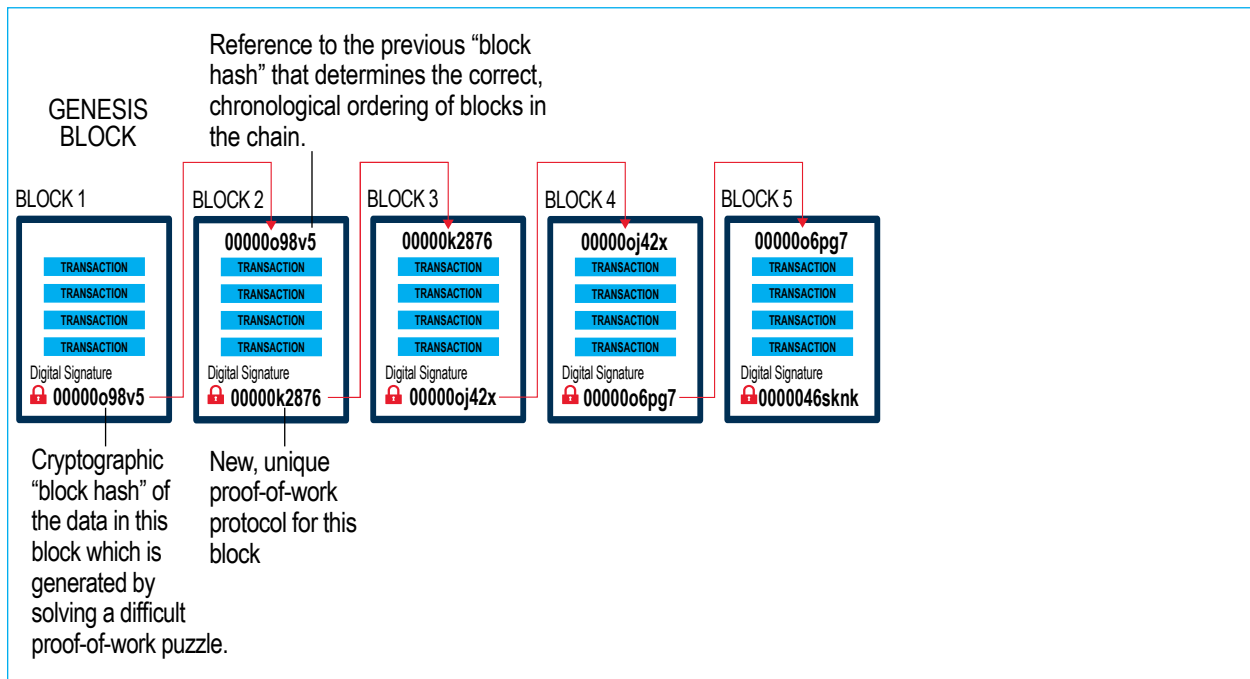 Reference to the previous “block
hash” that determines the correct,
chronological ordering of blocks in
the chain.
GENESIS
BLOCK
BLOCK 1
TRANSACTION
TRANSACTION
TRANSACTION
TRANSACTION
Digital Signature
00000o98v5
BLOCK 2
00000o98v5
TRANSACTION
TRANSACTION
TRANSACTION
TRANSACTION
Digital Signature
00000k2876
BLOCK 3
00000k2876
TRANSACTION
TRANSACTION
TRANSACTION
TRANSACTION
Digital Signature
00000oj42x
BLOCK 4
00000oj42x
TRANSACTION
TRANSACTION
TRANSACTION
TRANSACTION
Digital Signature
00000o6pg7
BLOCK 5
00000o6pg7
TRANSACTION
TRANSACTION
TRANSACTION
TRANSACTION
Digital Signature
0000046sknk
Cryptographic
“block hash” of
the data in this
block which is
generated by
solving a difficult
proof-of-work puzzle.
New, unique
proof-of-work
protocol for this
block